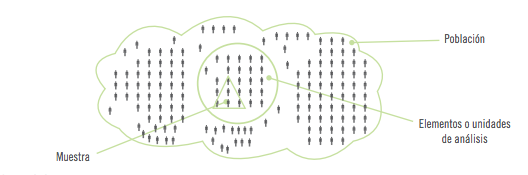 Población
Elementos o unidades
de análisis
Muestra